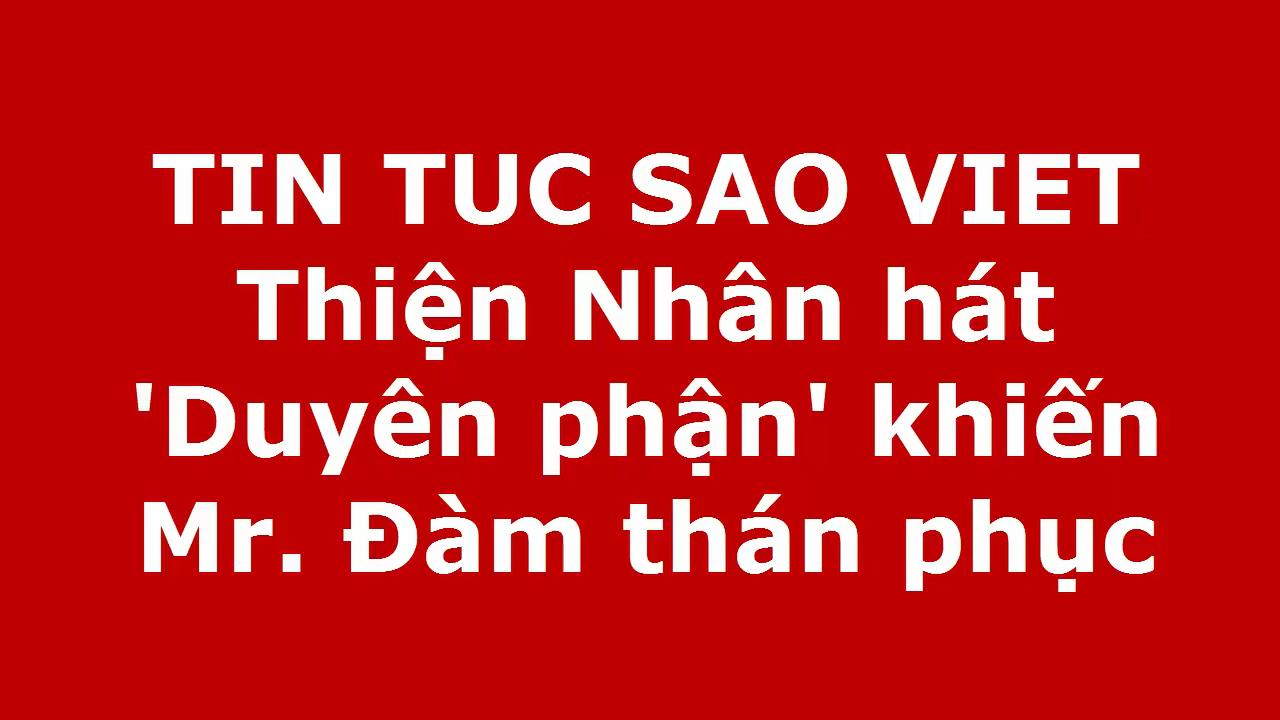 TIN TUC SAO VIET
Thiện Nhân hát
'Duyên phận' khiến
Mr. Đàm thán phục